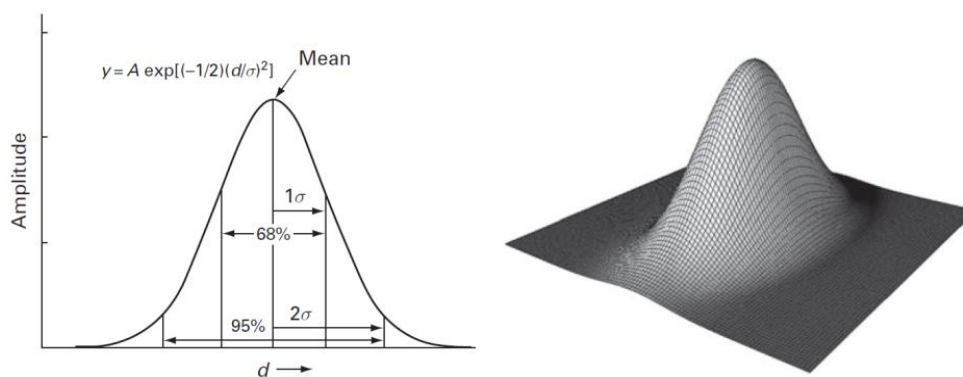 Mean
y = A exp[(−1/2)(d/σ)²]
Amplitude
1σ
68%
2σ
95%
d